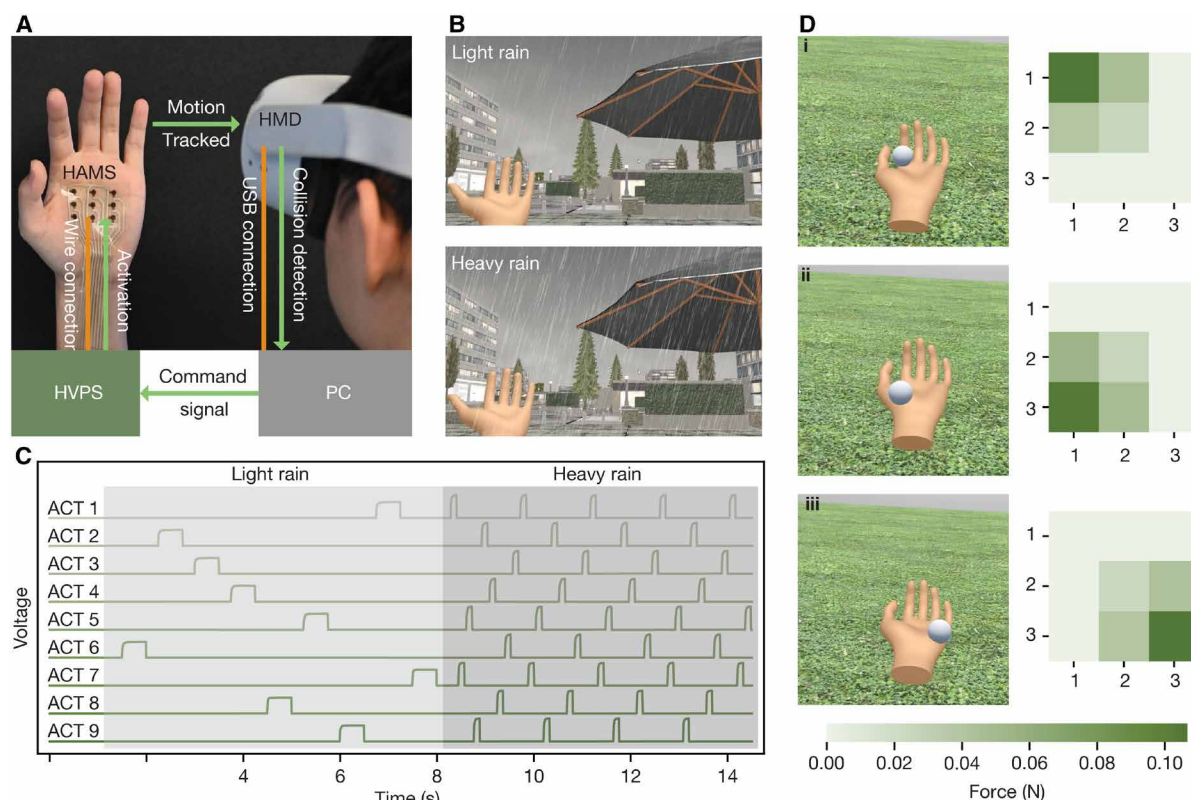 A
Motion
Tracked
HMD
HAMS
Wire connection
Activation
USB connection
Collision detection
HVPS
Command
signal
PC
B
Light rain
Heavy rain
C
Light rain
Heavy rain
Voltage
ACT 1
ACT 2
ACT 3
ACT 4
ACT 5
ACT 6
ACT 7
ACT 8
ACT 9
4 6 8 10 12 14
Time (s)
D
i
1
2
3
1 2 3
ii
1
2
3
1 2 3
iii
1
2
3
1 2 3
0.00 0.02 0.04 0.06 0.08 0.10
Force (N)